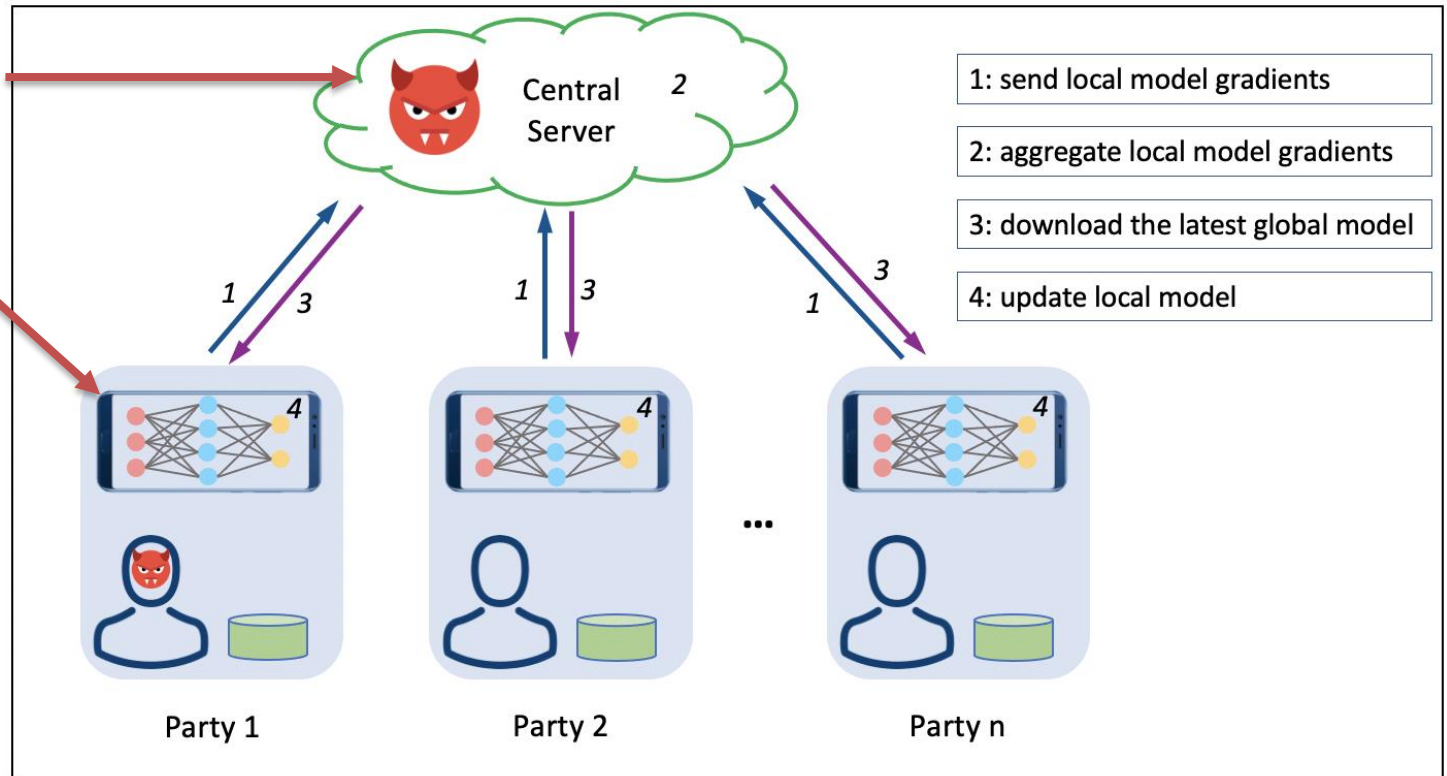 Central 2
Server
1: send local model gradients
2: aggregate local model gradients
3: download the latest global model
4: update local model
1 3 1 3 1 3
4 4 4
...
Party 1 Party 2 Party n